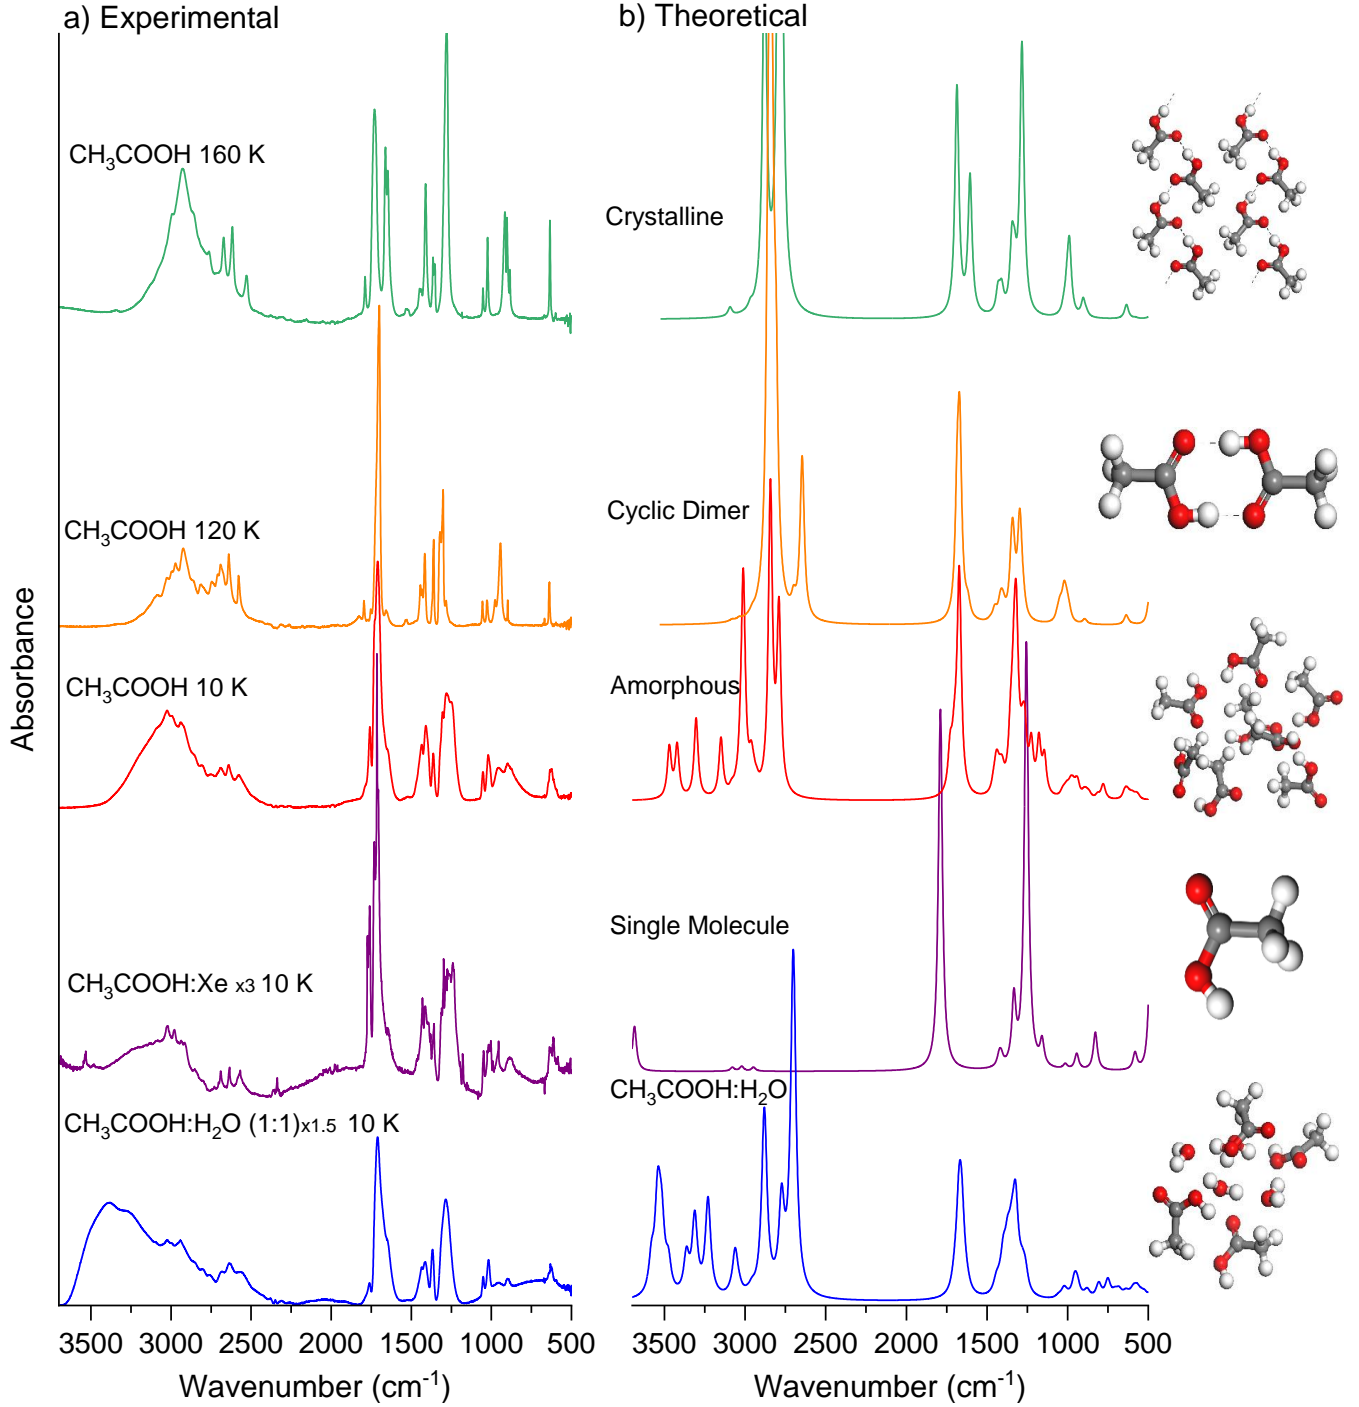 a) Experimental
b) Theoretical
CH₃COOH 160 K
Crystalline
CH₃COOH 120 K
Cyclic Dimer
CH₃COOH 10 K
Amorphous
Absorbance
Single Molecule
CH₃COOH:Xe x3 10 K
CH₃COOH:H₂O
CH₃COOH:H₂O (1:1)x1.5 10 K
3500 3000 2500 2000 1500 1000 500
3500 3000 2500 2000 1500 1000 500
Wavenumber (cm⁻¹)
Wavenumber (cm⁻¹)